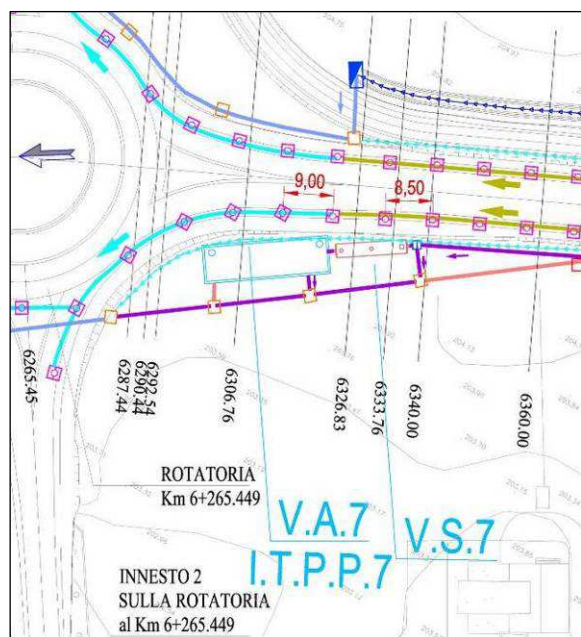 9,00
8,50
6265.45
6287.44
6290.44
6292.54
6306.76
6326.83
6333.76
6340.00
6360.00
ROTATORIA
Km 6+265.449
V.A.7
I.T.P.P.7
V.S.7
INNESTO 2
SULLA ROTATORIA
al Km 6+265.449